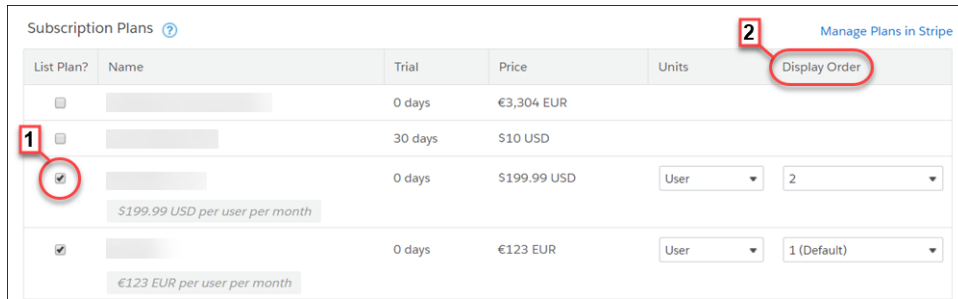 Subscription Plans ?
2
Manage Plans in Stripe
List Plan? Name Trial Price Units Display Order
0 days €3,304 EUR
1
30 days $10 USD
0 days $199.99 USD User 2
$199.99 USD per user per month
0 days €123 EUR User 1 (Default)
€123 EUR per user per month